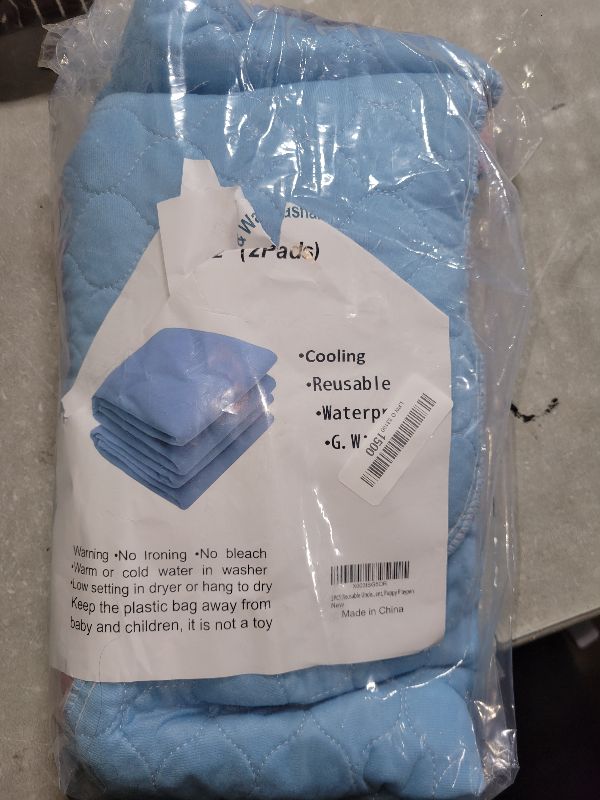 & Wa
(2Pads)
•Cooling
•Reusable
•Waterpr
•G.W
1500
Warning •No Ironing •No bleach
•Warm or cold water in washer
•Low setting in dryer or hang to dry
Keep the plastic bag away from
baby and children, it is not a toy
New
Made in China